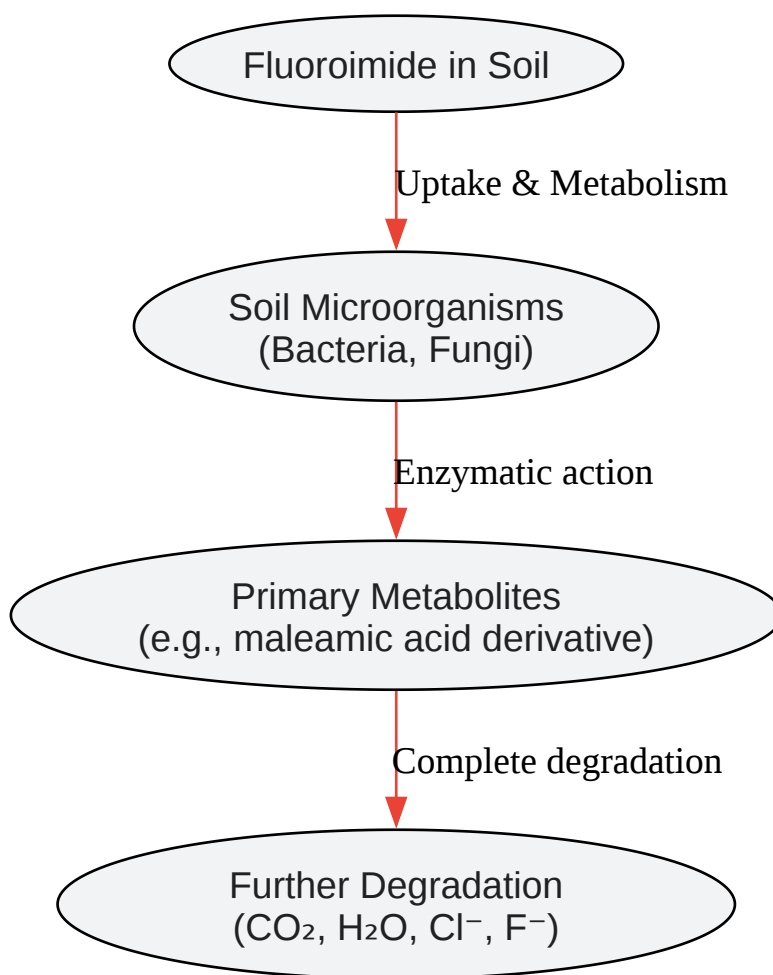 Fluoroimide in Soil
Uptake & Metabolism
Soil Microorganisms
(Bacteria, Fungi)
Enzymatic action
Primary Metabolites
(e.g., maleamic acid derivative)
Complete degradation
Further Degradation
(CO₂, H₂O, Cl⁻, F⁻)